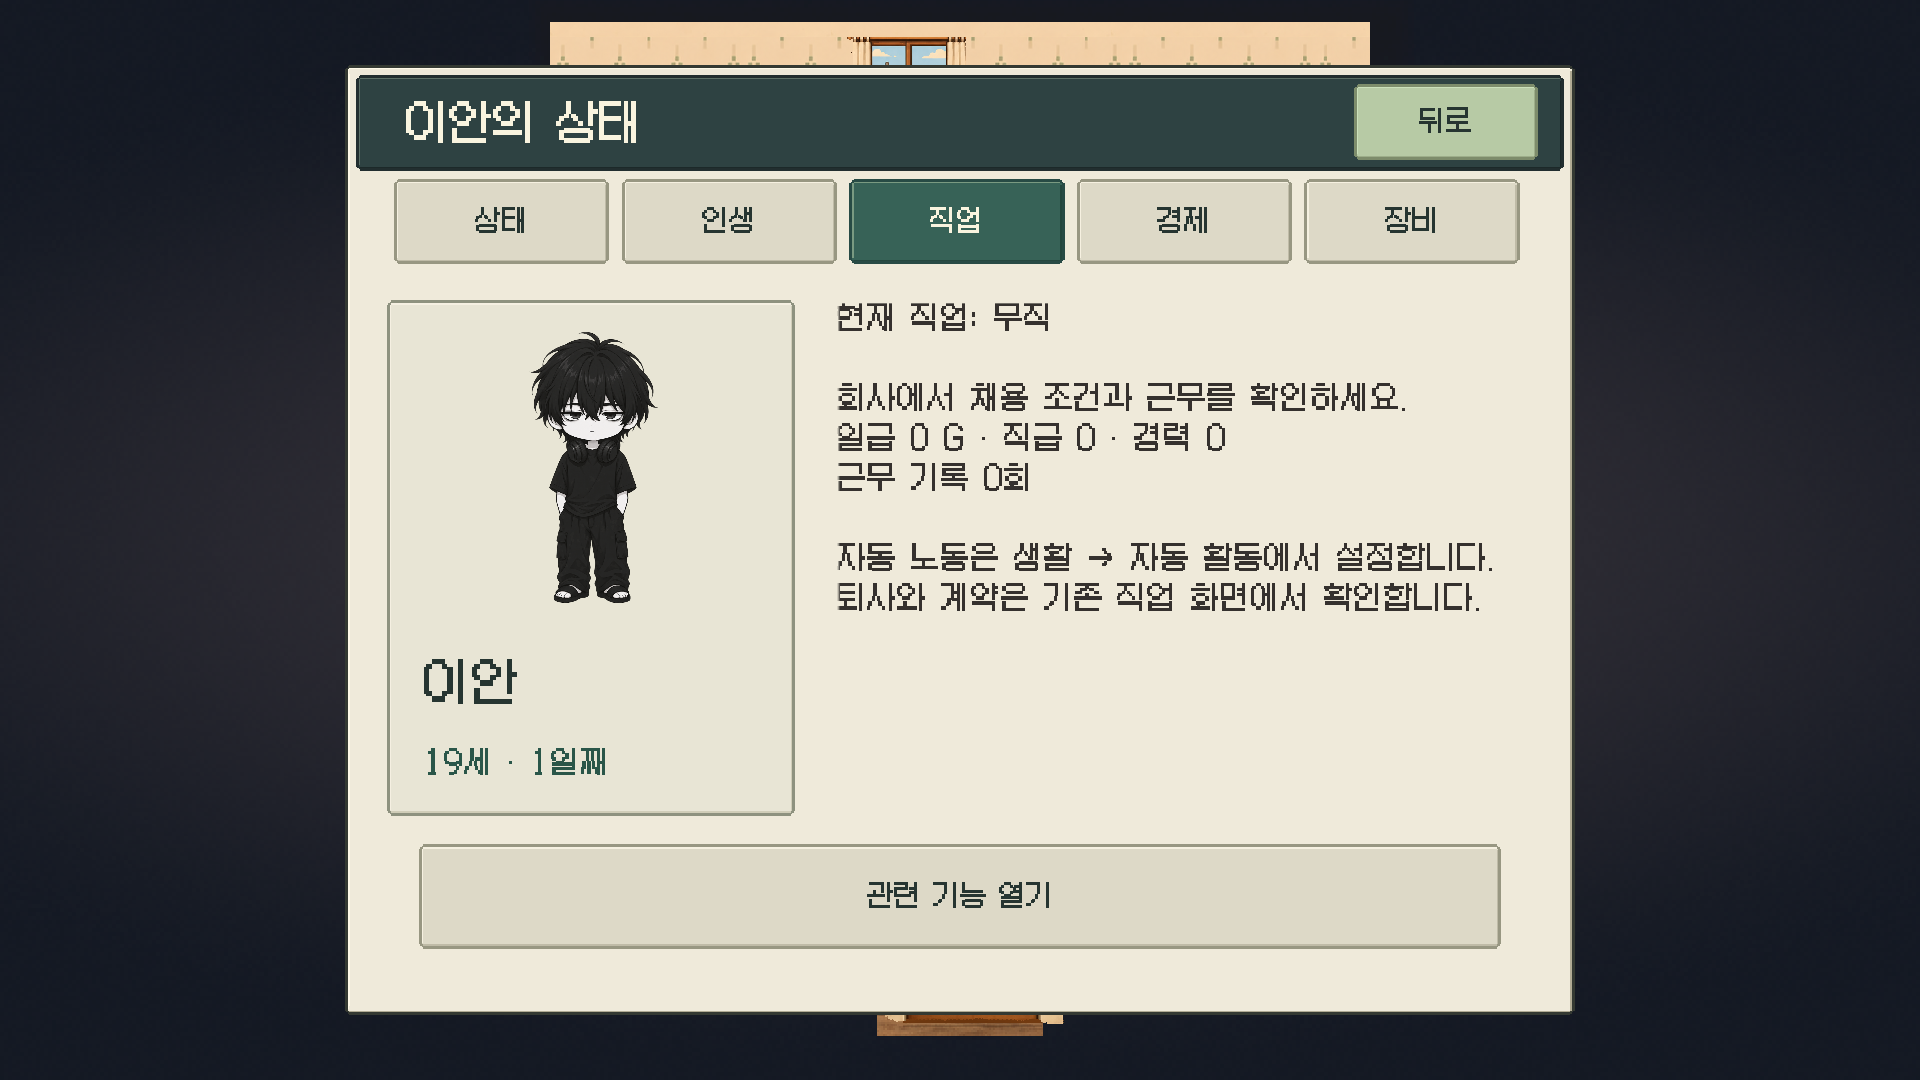 이안의 상태
뒤로
상태
인생
직업
경제
장비
현재 직업: 무직
회사에서 채용 조건과 근무를 확인하세요.
일급 0 G · 직급 0 · 경력 0
근무 기록 0회
자동 노동은 생활 → 자동 활동에서 설정합니다.
퇴사와 계약은 기존 직업 화면에서 확인합니다.
이안
19세 · 1일째
관련 기능 열기